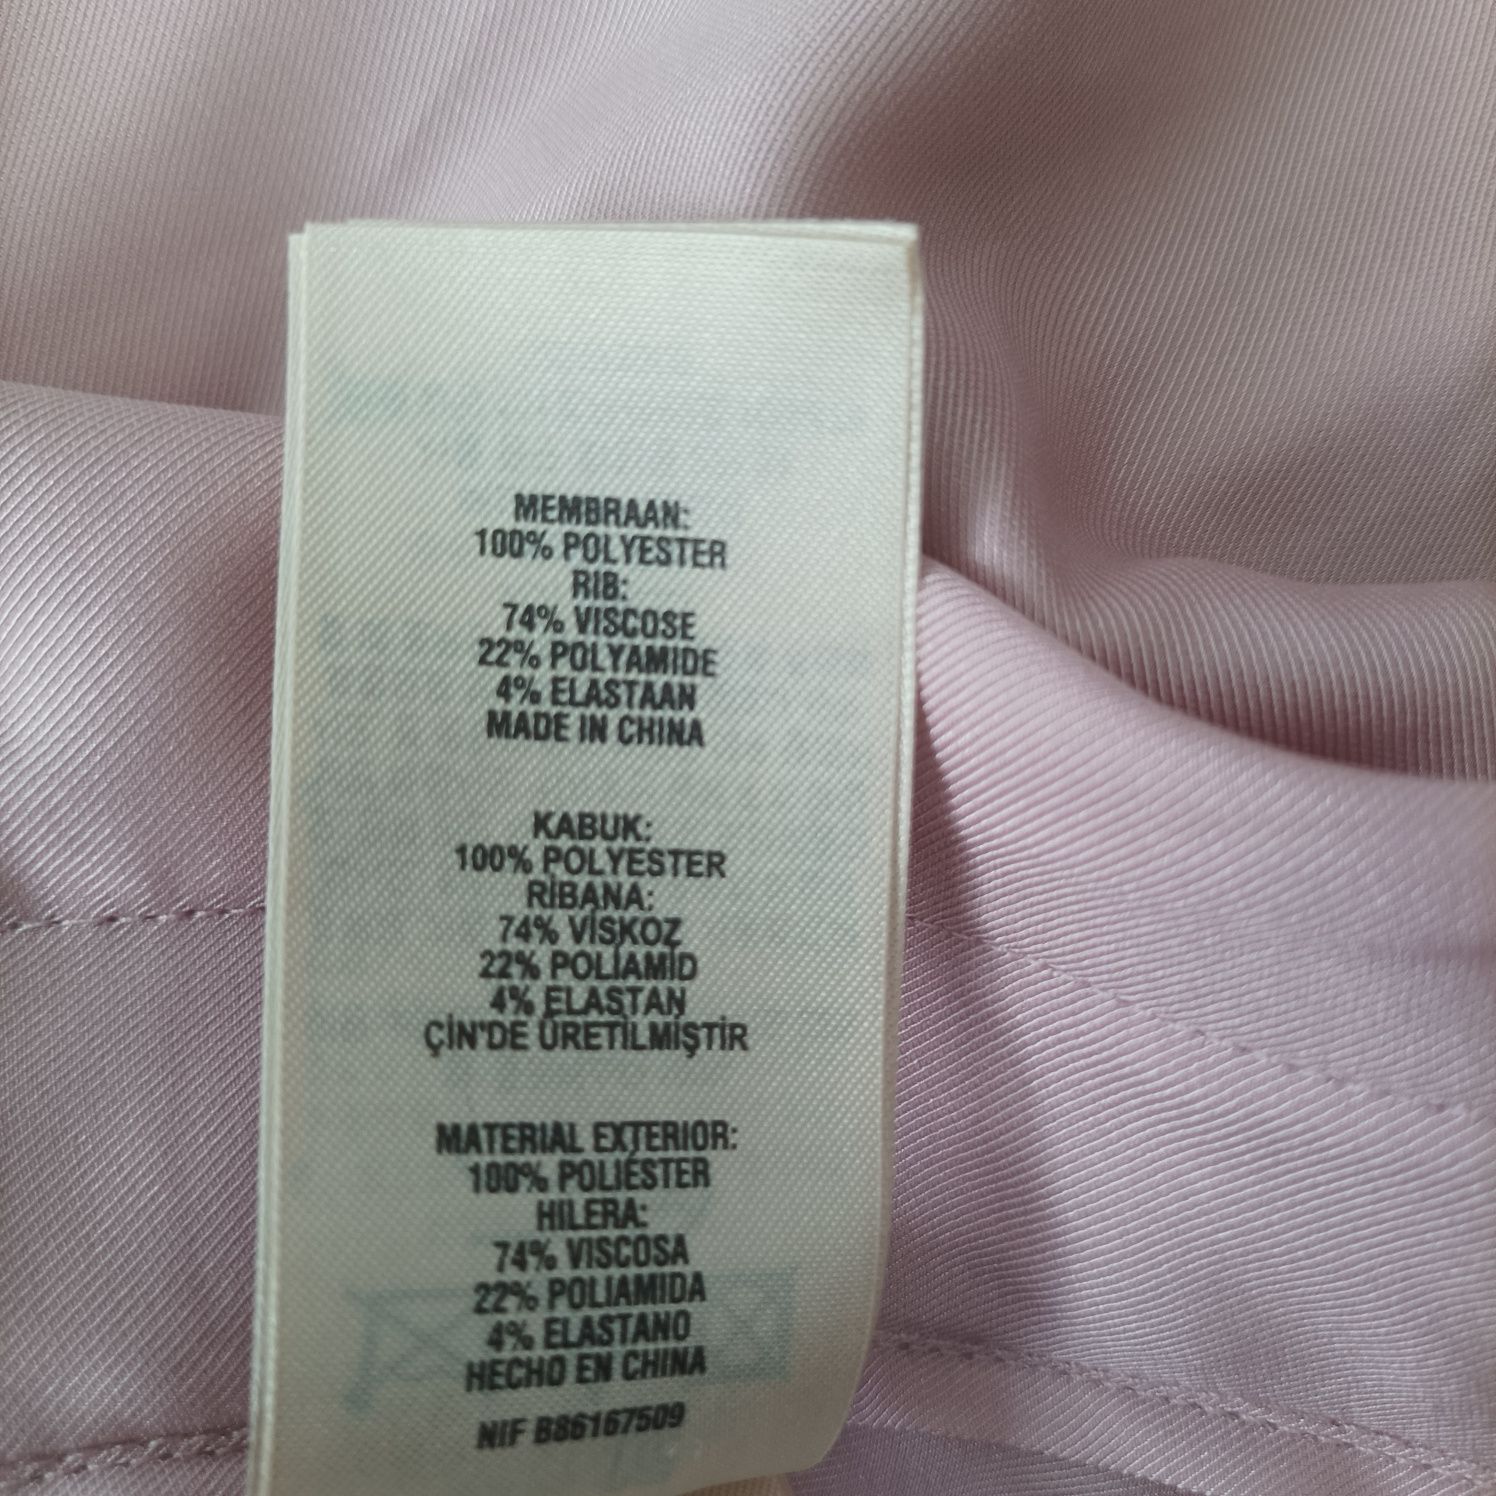 MEMBRAAN:
100% POLYESTER
RIB:
74% VISCOSE
22% POLYAMIDE
4% ELASTAAN
MADE IN CHINA
KABUK:
100% POLYESTER
RİBANA:
74% VİSKOZ
22% POLİAMİD
4% ELASTAN
ÇİN'DE ÜRETİLMİŞTİR
MATERIAL EXTERIOR:
100% POLIÉSTER
HILERA:
74% VISCOSA
22% POLIAMIDA
4% ELASTANO
HECHO EN CHINA
NIF B86167509